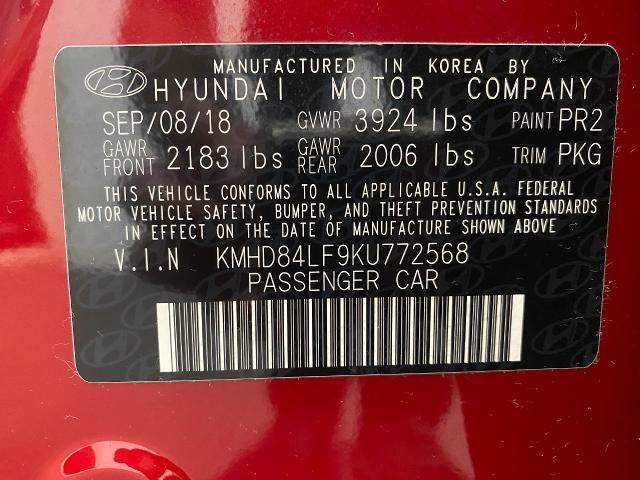 MANUFACTURED IN KOREA BY
HYUNDAI MOTOR COMPANY
SEP/08/18 GVWR 3924 lbs PAINT PR2
GAWR FRONT 2183 lbs GAWR REAR 2006 lbs TRIM PKG
THIS VEHICLE CONFORMS TO ALL APPLICABLE U.S.A. FEDERAL
MOTOR VEHICLE SAFETY, BUMPER, AND THEFT PREVENTION STANDARDS
IN EFFECT ON THE DATE OF MANUFACTURE SHOWN ABOVE
V.I.N KMHD84LF9KU772568
PASSENGER CAR